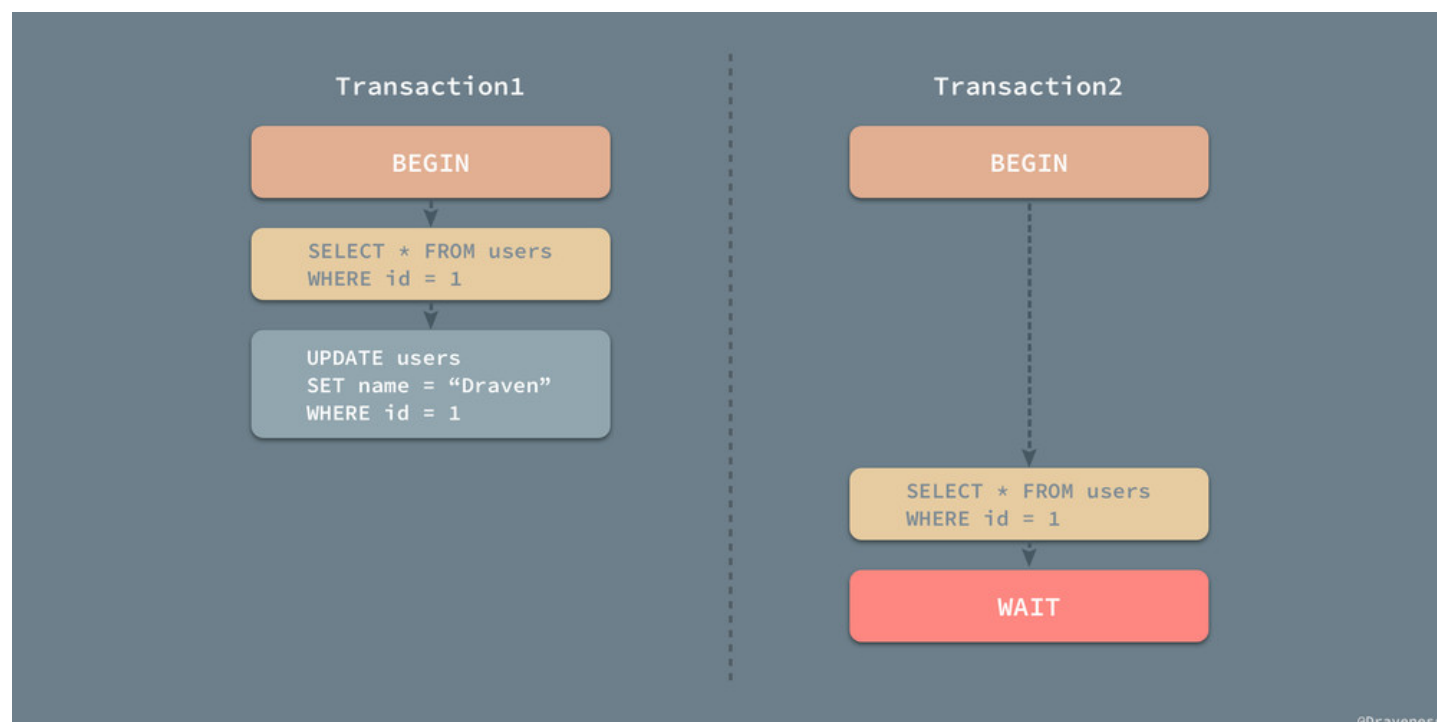 Transaction1
BEGIN
SELECT * FROM users
WHERE id = 1
UPDATE users
SET name = “Draven”
WHERE id = 1
Transaction2
BEGIN
SELECT * FROM users
WHERE id = 1
WAIT